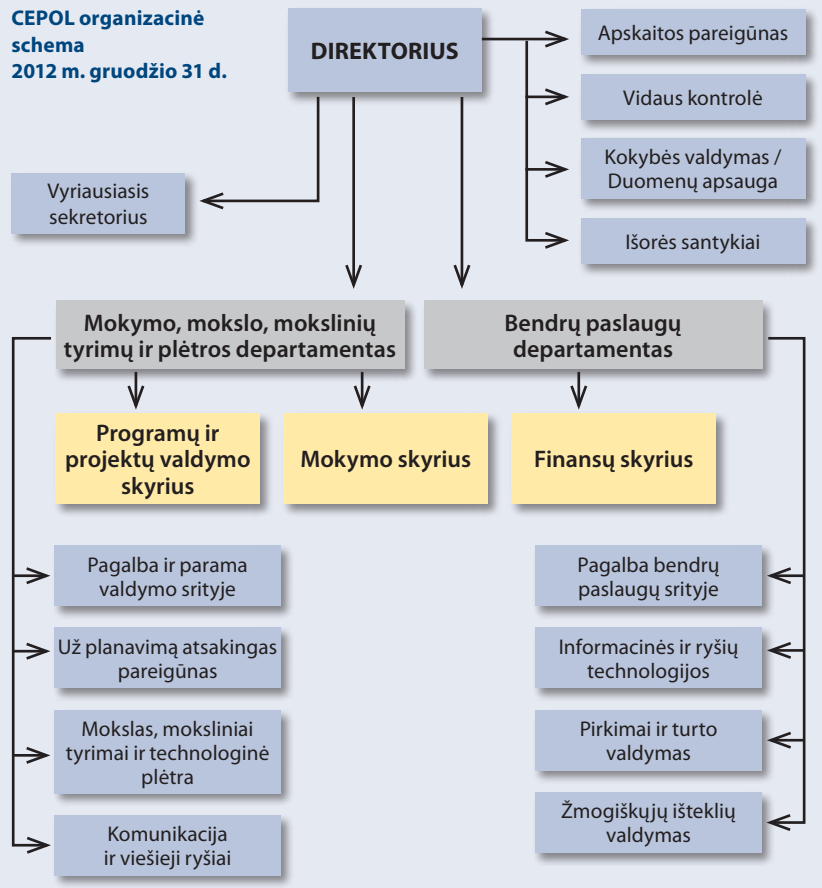 CEPOL organizacinė
schema
2012 m. gruodžio 31 d.
DIREKTORIUS
Apskaitos pareigūnas
Vidaus kontrolė
Kokybės valdymas /
Duomenų apsauga
Išorės santykiai
Vyriausiasis
sekretorius
Mokymo, mokslo, mokslinių
tyrimų ir plėtros departamentas
Bendrų paslaugų
departamentas
Programų ir
projektų valdymo
skyrius
Mokymo skyrius
Finansų skyrius
Pagalba ir parama
valdymo srityje
Už planavimą atsakingas
pareigūnas
Mokslas, moksliniai
tyrimai ir technologinė
plėtra
Komunikacija
ir viešieji ryšiai
Pagalba bendrų
paslaugų srityje
Informacinės ir ryšių
technologijos
Pirkimai ir turto
valdymas
Žmogiškųjų išteklių
valdymas